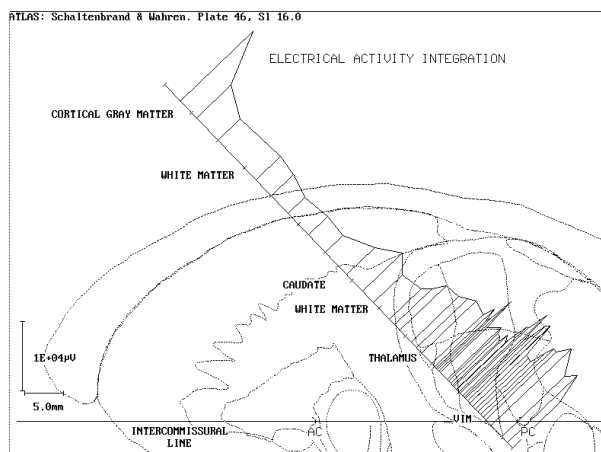 ATLAS: Schaltenbrand & Wahren. Plate 46, Sl 16.0
ELECTRICAL ACTIVITY INTEGRATION
CORTICAL GRAY MATTER
WHITE MATTER
CAUDATE
WHITE MATTER
1E+04µV
THALAMUS
5.0mm
VIM
INTERCOMMISSURAL
LINE
AC
PC